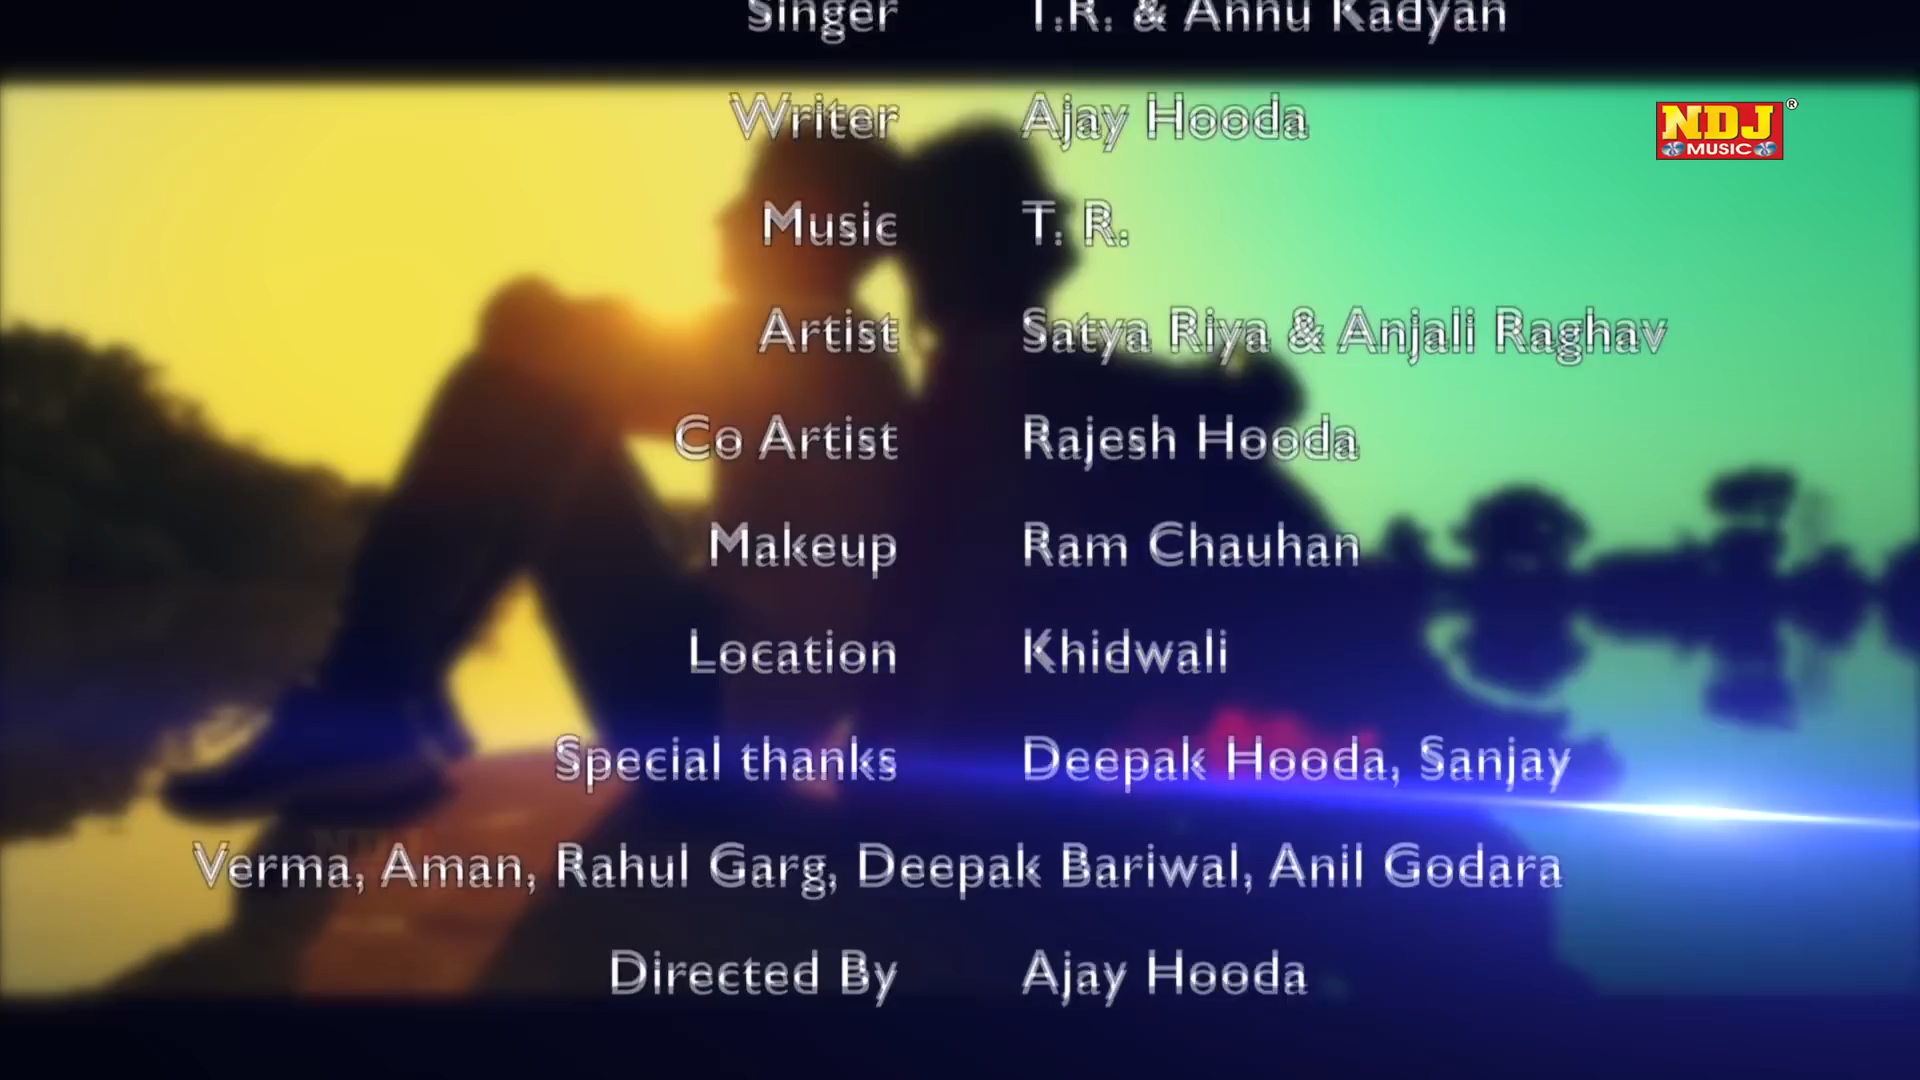 Singer T.R. & Annu Kadyan
Writer Ajay Hooda
NDJ®
MUSIC
Music T. R.
Artist Satya Riya & Anjali Raghav
Co Artist Rajesh Hooda
Makeup Ram Chauhan
Location Khidwali
Special thanks Deepak Hooda, Sanjay
Verma, Aman, Rahul Garg, Deepak Bariwal, Anil Godara
Directed By Ajay Hooda